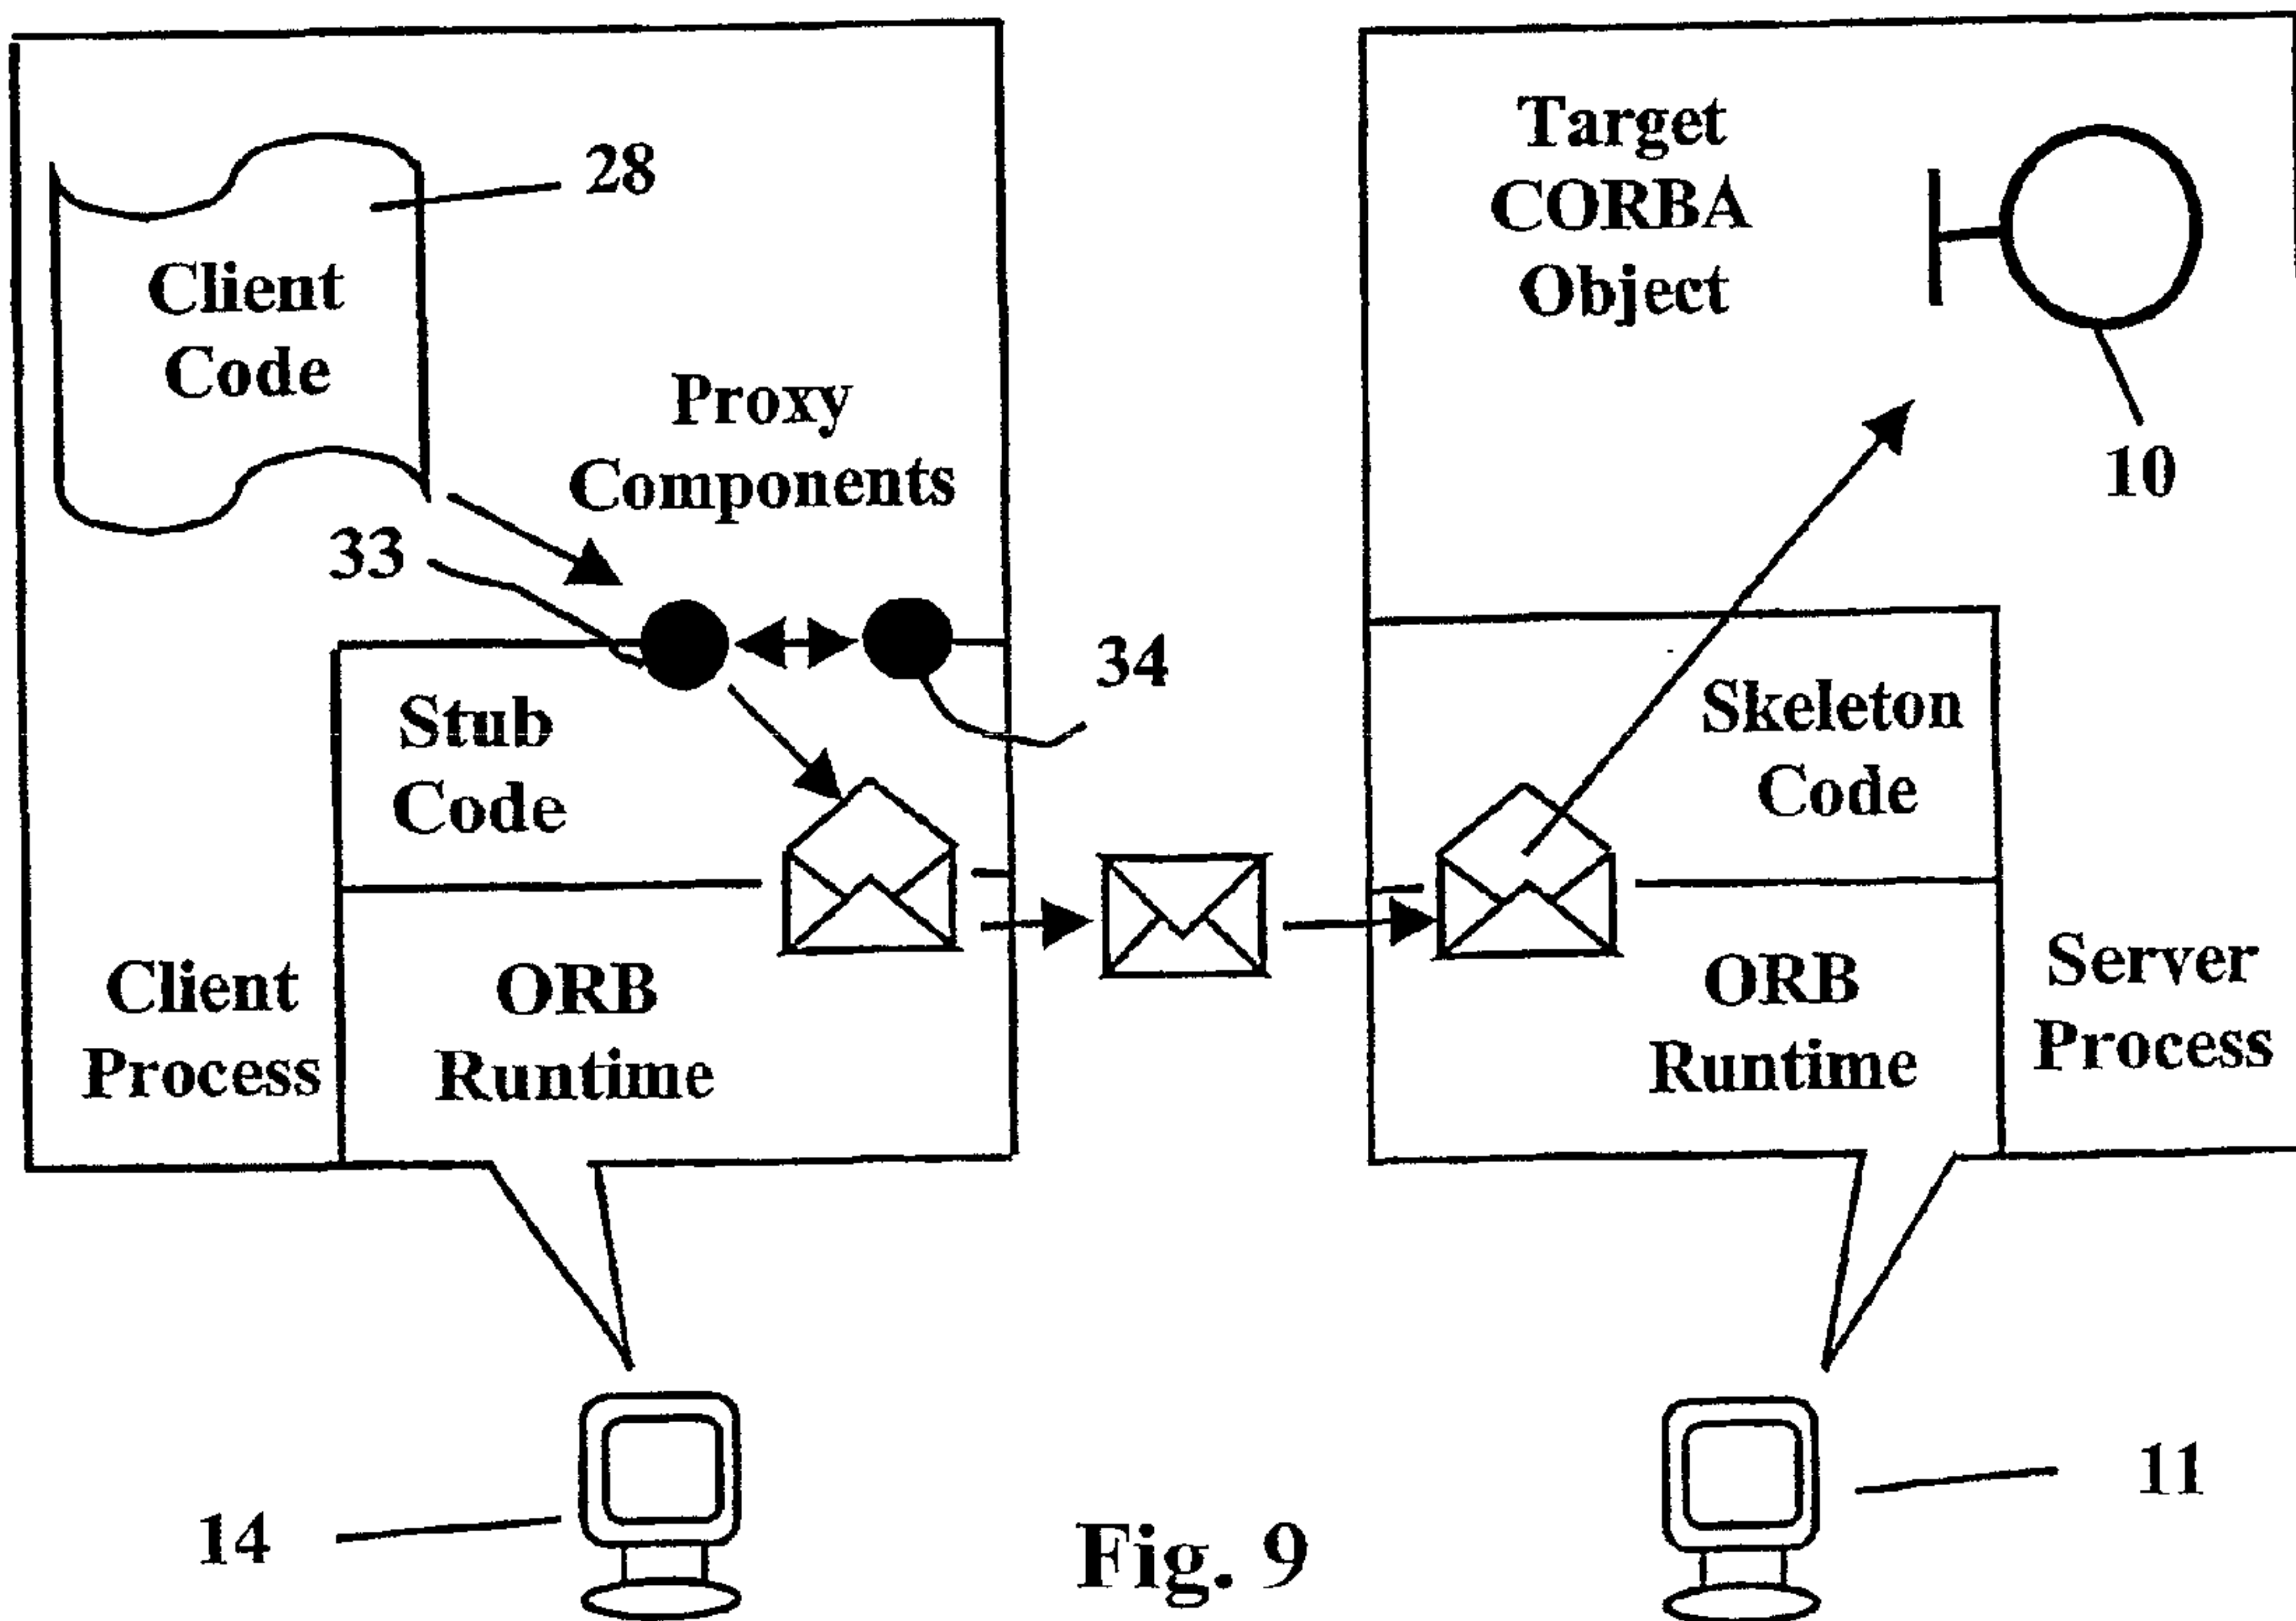 28
Client
Code
Proxy
Components
33
34
Stub
Code
Client
Process
ORB
Runtime
14
Target
CORBA
Object
10
Skeleton
Code
ORB
Runtime
Server
Process
11
Fig. 9